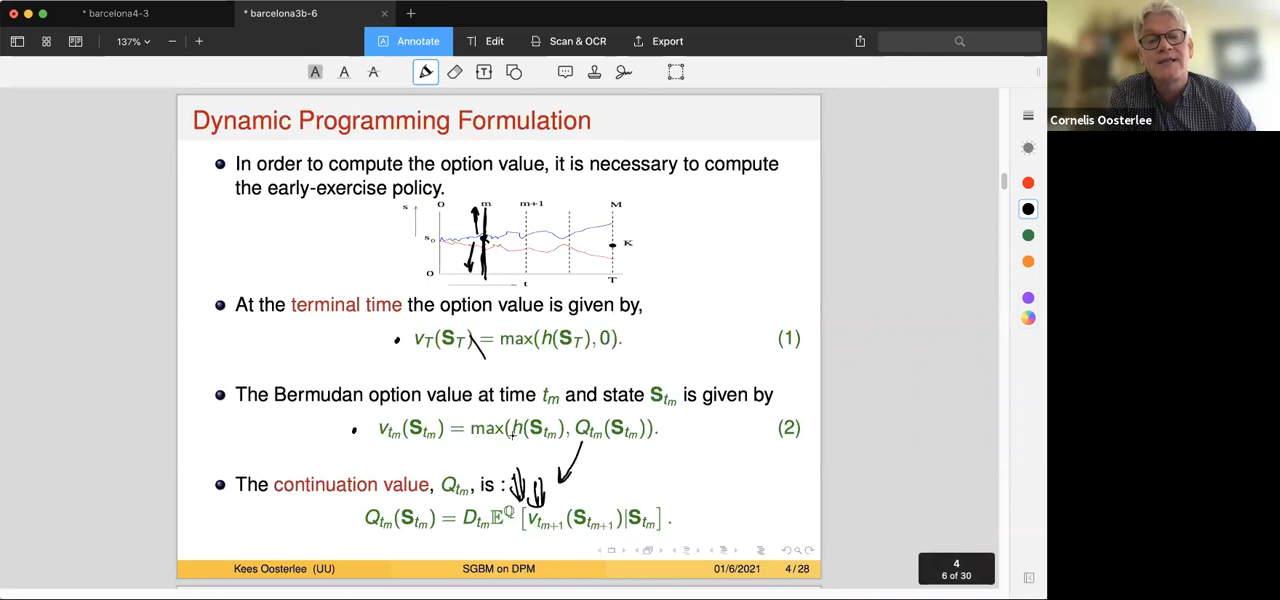 * barcelona4-3
* barcelona3b-6
137%
Annotate
Edit
Scan & OCR
Export
Cornelis Oosterlee
Dynamic Programming Formulation
In order to compute the option value, it is necessary to compute
the early-exercise policy.
0 m m+1 M
s
s₀
K
0
t T
At the terminal time the option value is given by,
v_T(S_T) = max(h(S_T), 0). (1)
The Bermudan option value at time t_m and state S_{t_m} is given by
v_{t_m}(S_{t_m}) = max(h(S_{t_m}), Q_{t_m}(S_{t_m})). (2)
The continuation value, Q_{t_m}, is :
Q_{t_m}(S_{t_m}) = D_{t_m} 𝔼^ℚ [v_{t_{m+1}}(S_{t_{m+1}})|S_{t_m}] .
Kees Oosterlee (UU) SGBM on DPM 01/6/2021 4 / 28
4
6 of 30